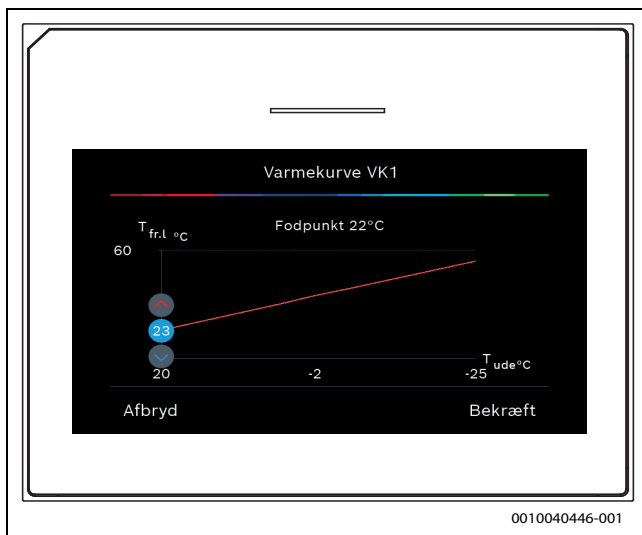 Varmekurve VK1
T fr.l °C
Fodpunkt 22°C
60
23
T ude°C
20 -2 -25
Afbryd Bekræft
0010040446-001